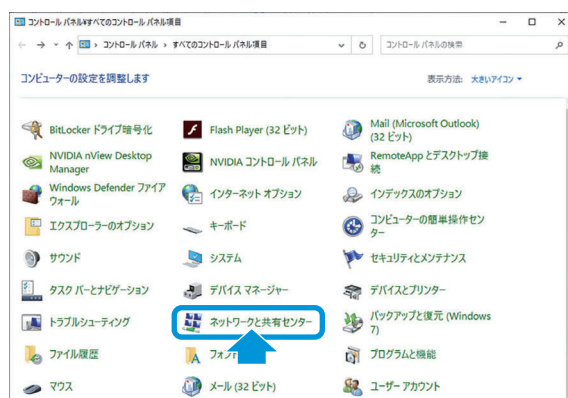 コントロール パネル¥すべてのコントロール パネル項目
コントロール パネル › すべてのコントロール パネル項目
コントロール パネルの検索
コンピューターの設定を調整します
表示方法: 大きいアイコン
BitLocker ドライブ暗号化
Flash Player (32 ビット)
Mail (Microsoft Outlook)
(32 ビット)
NVIDIA nView Desktop
Manager
NVIDIA コントロール パネル
RemoteApp とデスクトップ接
続
Windows Defender ファイア
ウォール
インターネット オプション
インデックスのオプション
エクスプローラーのオプション
キーボード
コンピューターの簡単操作セン
ター
サウンド
システム
セキュリティとメンテナンス
タスク バーとナビゲーション
デバイス マネージャー
デバイスとプリンター
トラブルシューティング
ネットワークと共有センター
バックアップと復元 (Windows
7)
ファイル履歴
プログラムと機能
マウス
メール (32 ビット)
ユーザー アカウント